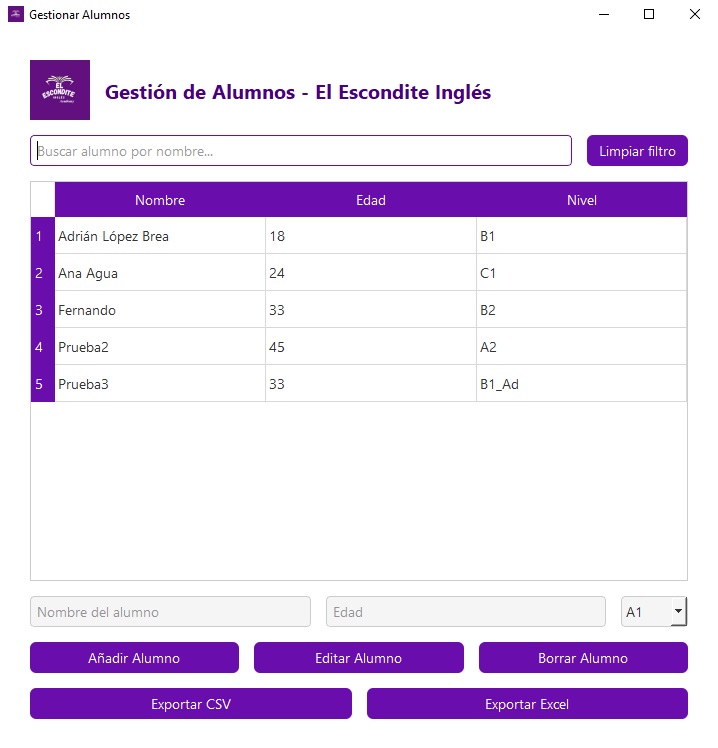 Gestionar Alumnos
EL
ESCONDITE
INGLÉS
Gestión de Alumnos - El Escondite Inglés
Buscar alumno por nombre...
Limpiar filtro
Nombre Edad Nivel
1 Adrián López Brea 18 B1
2 Ana Agua 24 C1
3 Fernando 33 B2
4 Prueba2 45 A2
5 Prueba3 33 B1_Ad
Nombre del alumno
Edad
A1
Añadir Alumno
Editar Alumno
Borrar Alumno
Exportar CSV
Exportar Excel